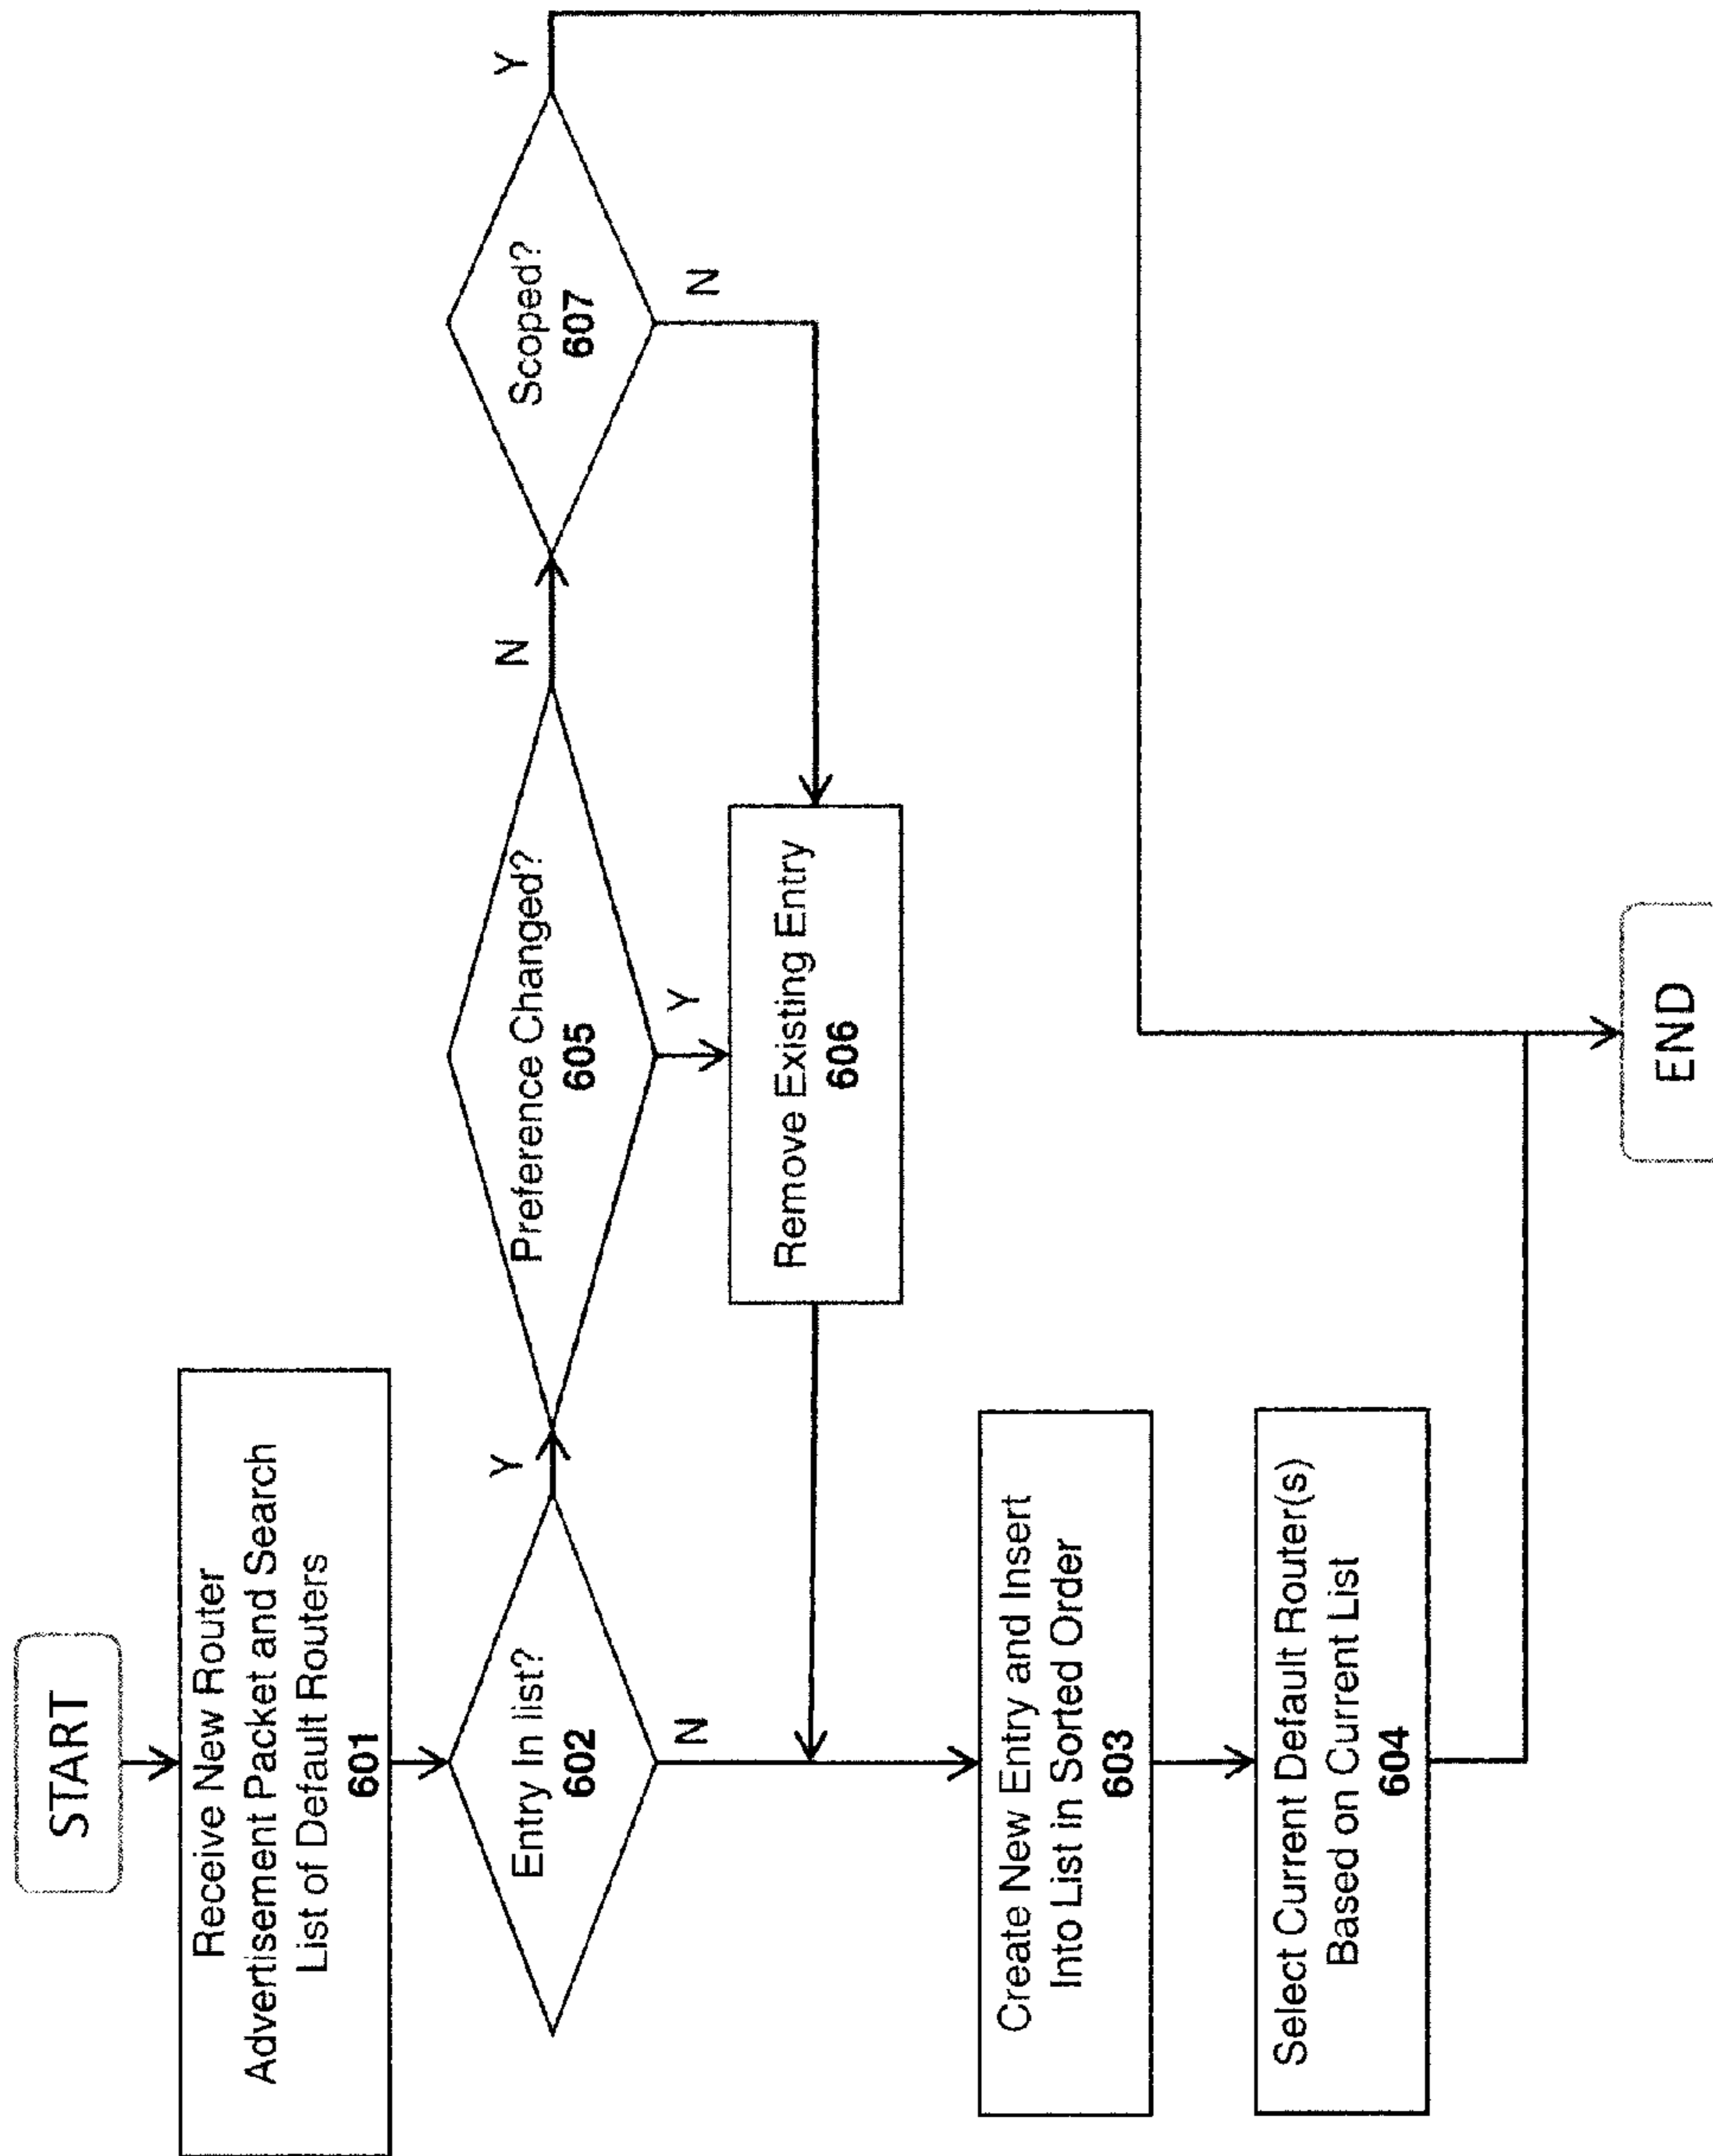 START
Receive New Router
Advertisement Packet and Search
List of Default Routers
601
Entry In list?
602
Y
N
Preference Changed?
605
Y
N
Scoped?
607
Y
N
Remove Existing Entry
606
Create New Entry and Insert
Into List in Sorted Order
603
Select Current Default Router(s)
Based on Current List
604
END